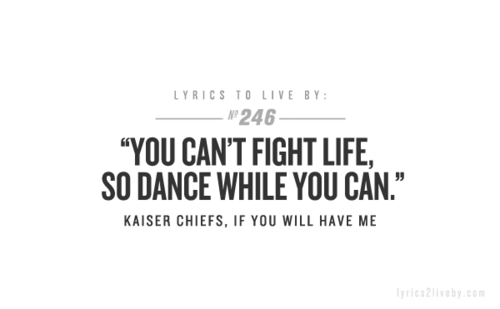 LYRICS TO LIVE BY:
Nº246
“YOU CAN’T FIGHT LIFE,
SO DANCE WHILE YOU CAN.”
KAISER CHIEFS, IF YOU WILL HAVE ME
lyrics2liveby.com